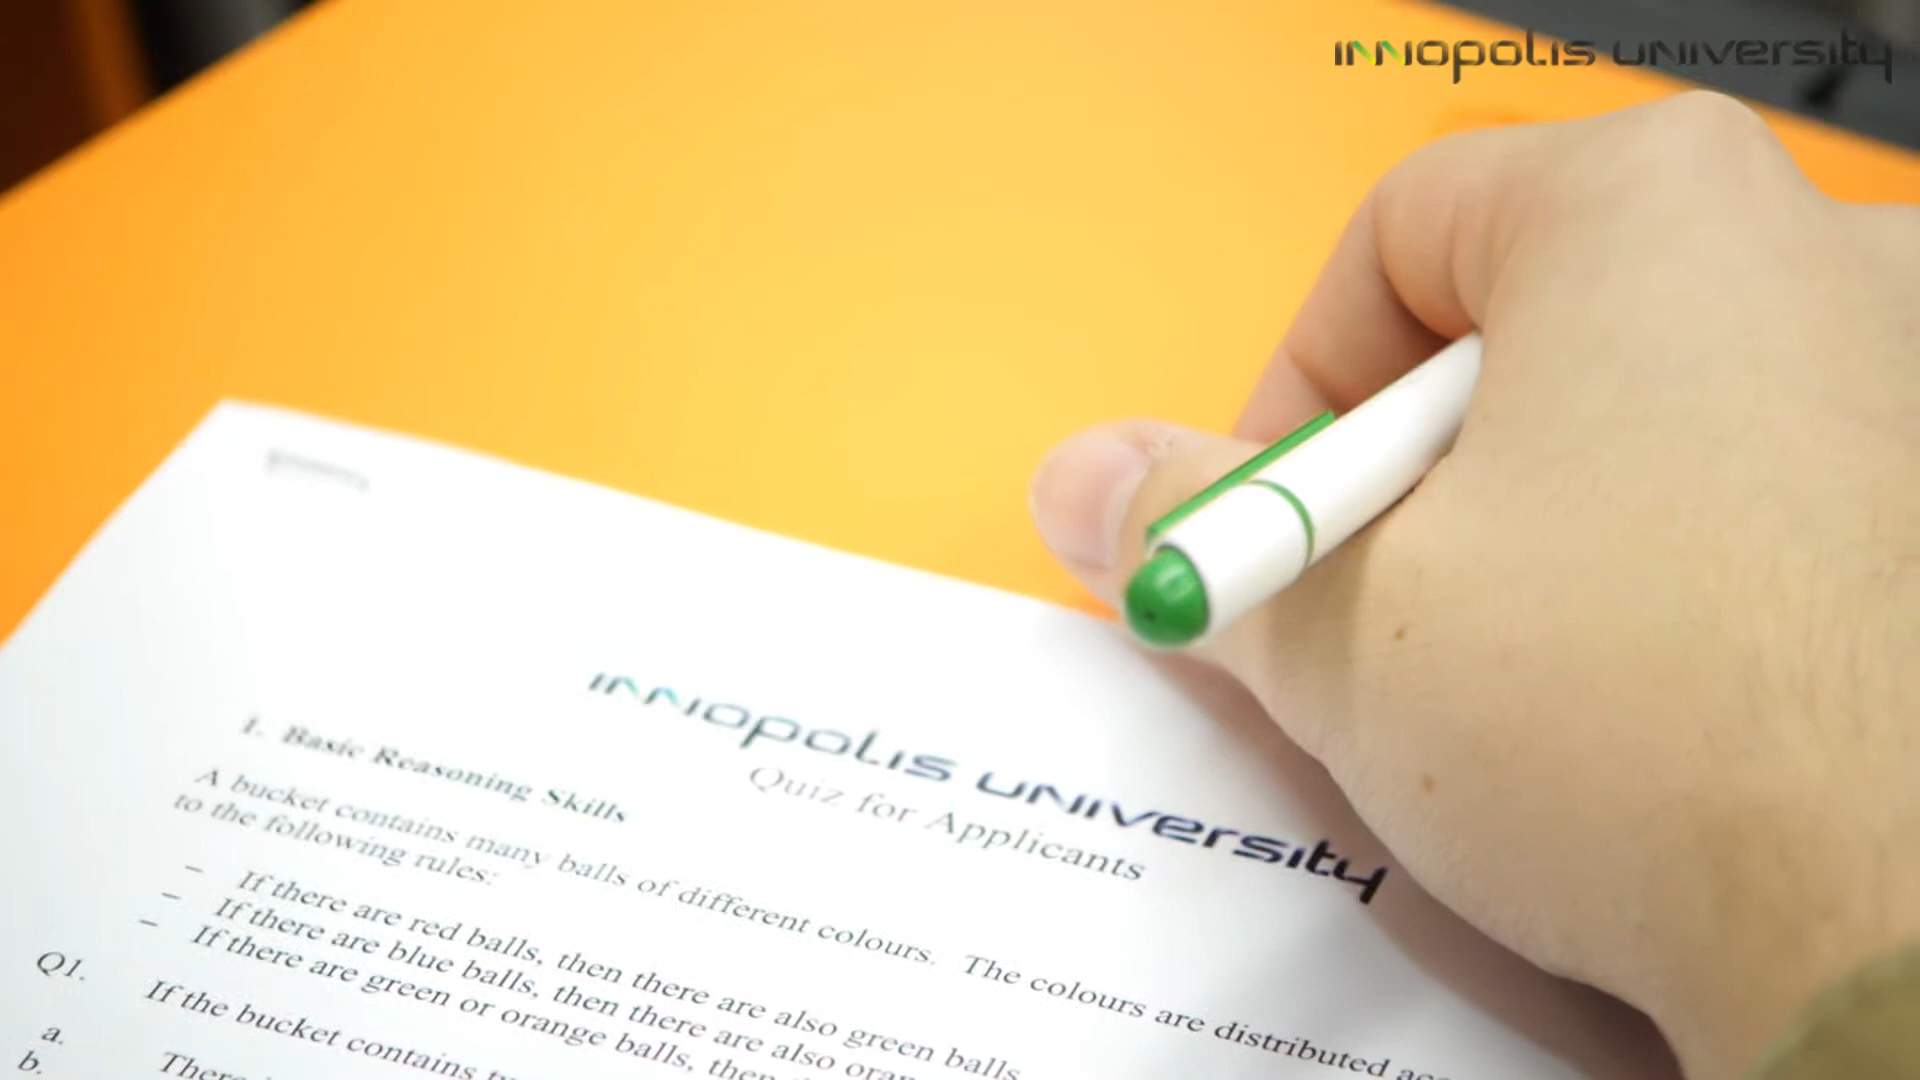 INNOPOLIS UNIVERSITY
INNOPOLIS UNIVERSITY
Quiz for Applicants
I. Basic Reasoning Skills
A bucket contains many balls of different colours. The colours are distributed
to the following rules:
– If there are red balls, then there are also green balls.
– If there are blue balls, then there are also
– If there are green or orange balls, then
Q1. If the bucket contains
a.
b.